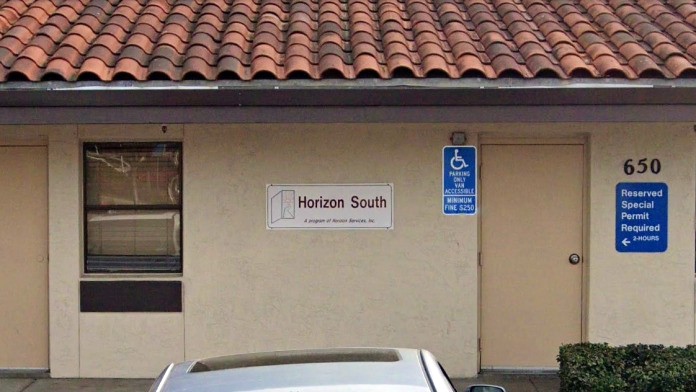 Horizon South
A program of Horizon Services, Inc.
PARKING
ONLY
VAN
ACCESSIBLE
MINIMUM
FINE $250
650
Reserved
Special
Permit
Required
2-HOURS